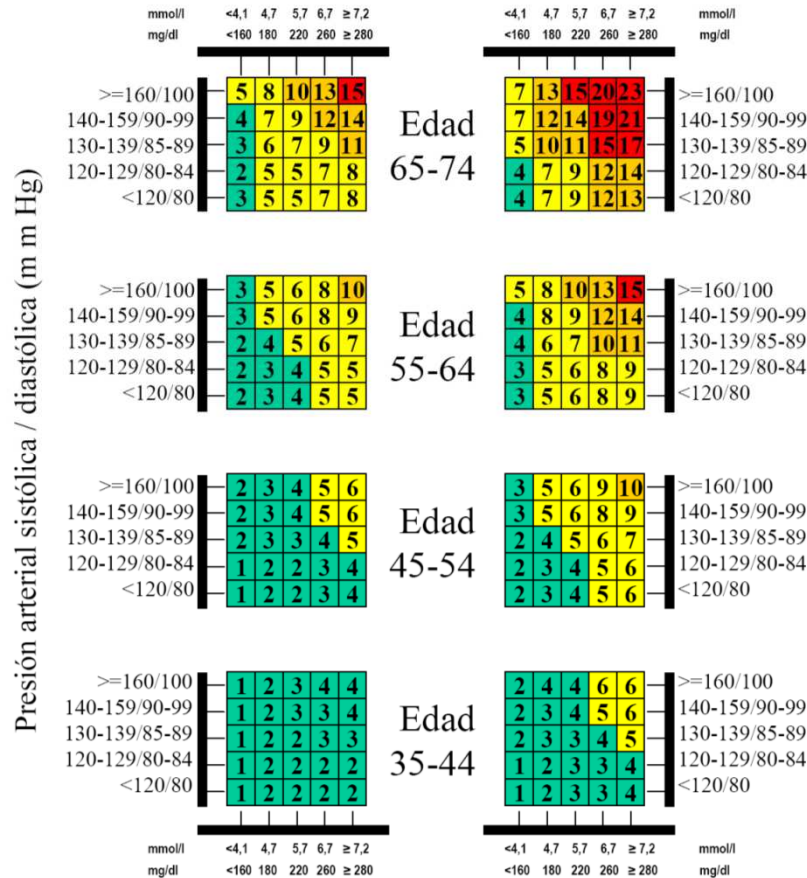 mmol/l <4,1 4,7 5,7 6,7 ≥ 7,2 <4,1 4,7 5,7 6,7 ≥ 7,2 mmol/l
mg/dl <160 180 220 260 ≥ 280 <160 180 220 260 ≥ 280 mg/dl
Presión arterial sistólica / diastólica (m m Hg)
>=160/100 5 8 10 13 15 7 13 15 20 23 >=160/100
140-159/90-99 4 7 9 12 14 Edad 7 12 14 19 21 140-159/90-99
130-139/85-89 3 6 7 9 11 65-74 5 10 11 15 17 130-139/85-89
120-129/80-84 2 5 5 7 8 4 7 9 12 14 120-129/80-84
<120/80 3 5 5 7 8 4 7 9 12 13 <120/80
>=160/100 3 5 6 8 10 5 8 10 13 15 >=160/100
140-159/90-99 3 5 6 8 9 Edad 4 8 9 12 14 140-159/90-99
130-139/85-89 2 4 5 6 7 55-64 4 6 7 10 11 130-139/85-89
120-129/80-84 2 3 4 5 5 3 5 6 8 9 120-129/80-84
<120/80 2 3 4 5 5 3 5 6 8 9 <120/80
>=160/100 2 3 4 5 6 3 5 6 9 10 >=160/100
140-159/90-99 2 3 4 5 6 Edad 3 5 6 8 9 140-159/90-99
130-139/85-89 2 3 3 4 5 45-54 2 4 5 6 7 130-139/85-89
120-129/80-84 1 2 2 3 4 2 3 4 5 6 120-129/80-84
<120/80 1 2 2 3 4 2 3 4 5 6 <120/80
>=160/100 1 2 3 4 4 2 4 4 6 6 >=160/100
140-159/90-99 1 2 3 3 4 Edad 2 3 4 5 6 140-159/90-99
130-139/85-89 1 2 2 3 3 35-44 2 3 3 4 5 130-139/85-89
120-129/80-84 1 2 2 2 2 1 2 3 3 4 120-129/80-84
<120/80 1 2 2 2 2 1 2 3 3 4 <120/80
mmol/l <4,1 4,7 5,7 6,7 ≥ 7,2 <4,1 4,7 5,7 6,7 ≥ 7,2 mmol/l
mg/dl <160 180 220 260 ≥ 280 <160 180 220 260 ≥ 280 mg/dl